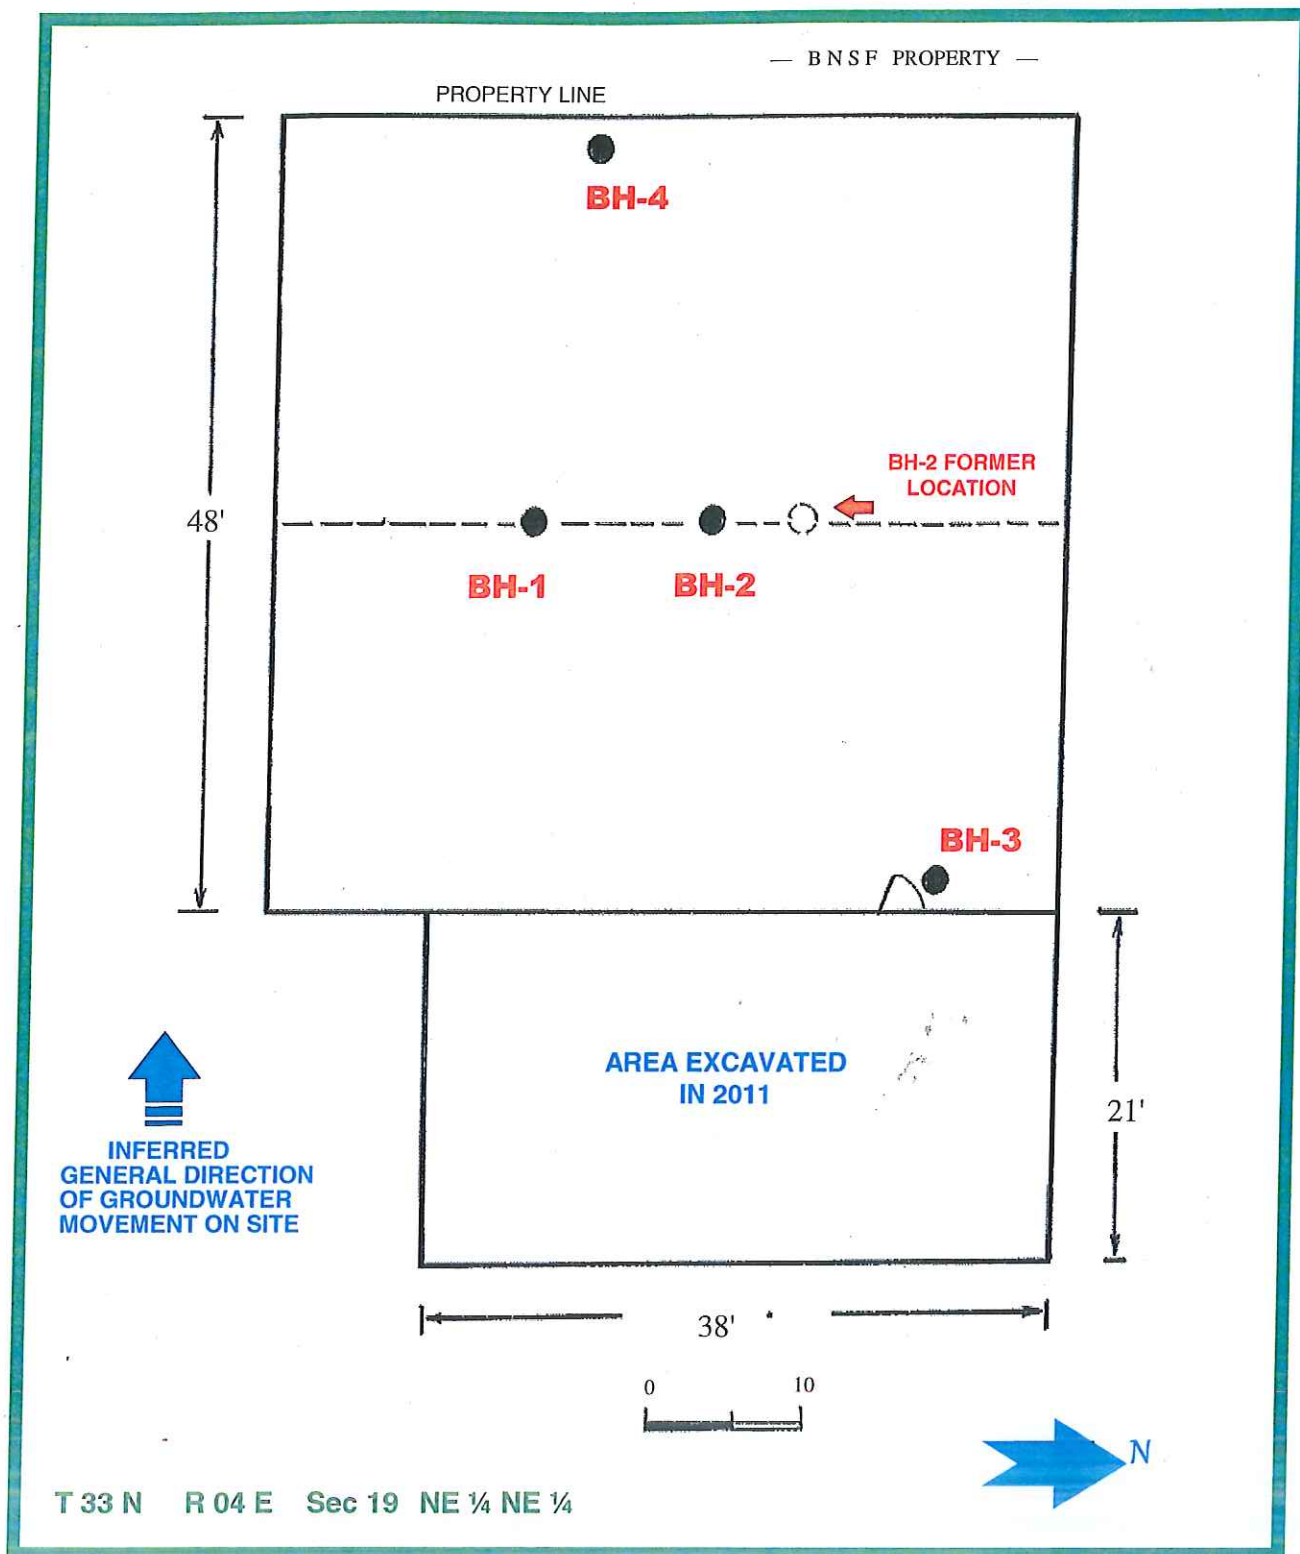 — BNSF PROPERTY —
PROPERTY LINE
BH-4
BH-2 FORMER
LOCATION
48'
BH-1
BH-2
BH-3
AREA EXCAVATED
IN 2011
21'
INFERRED
GENERAL DIRECTION
OF GROUNDWATER
MOVEMENT ON SITE
38'
0 10
N
T 33 N R 04 E Sec 19 NE ¼ NE ¼